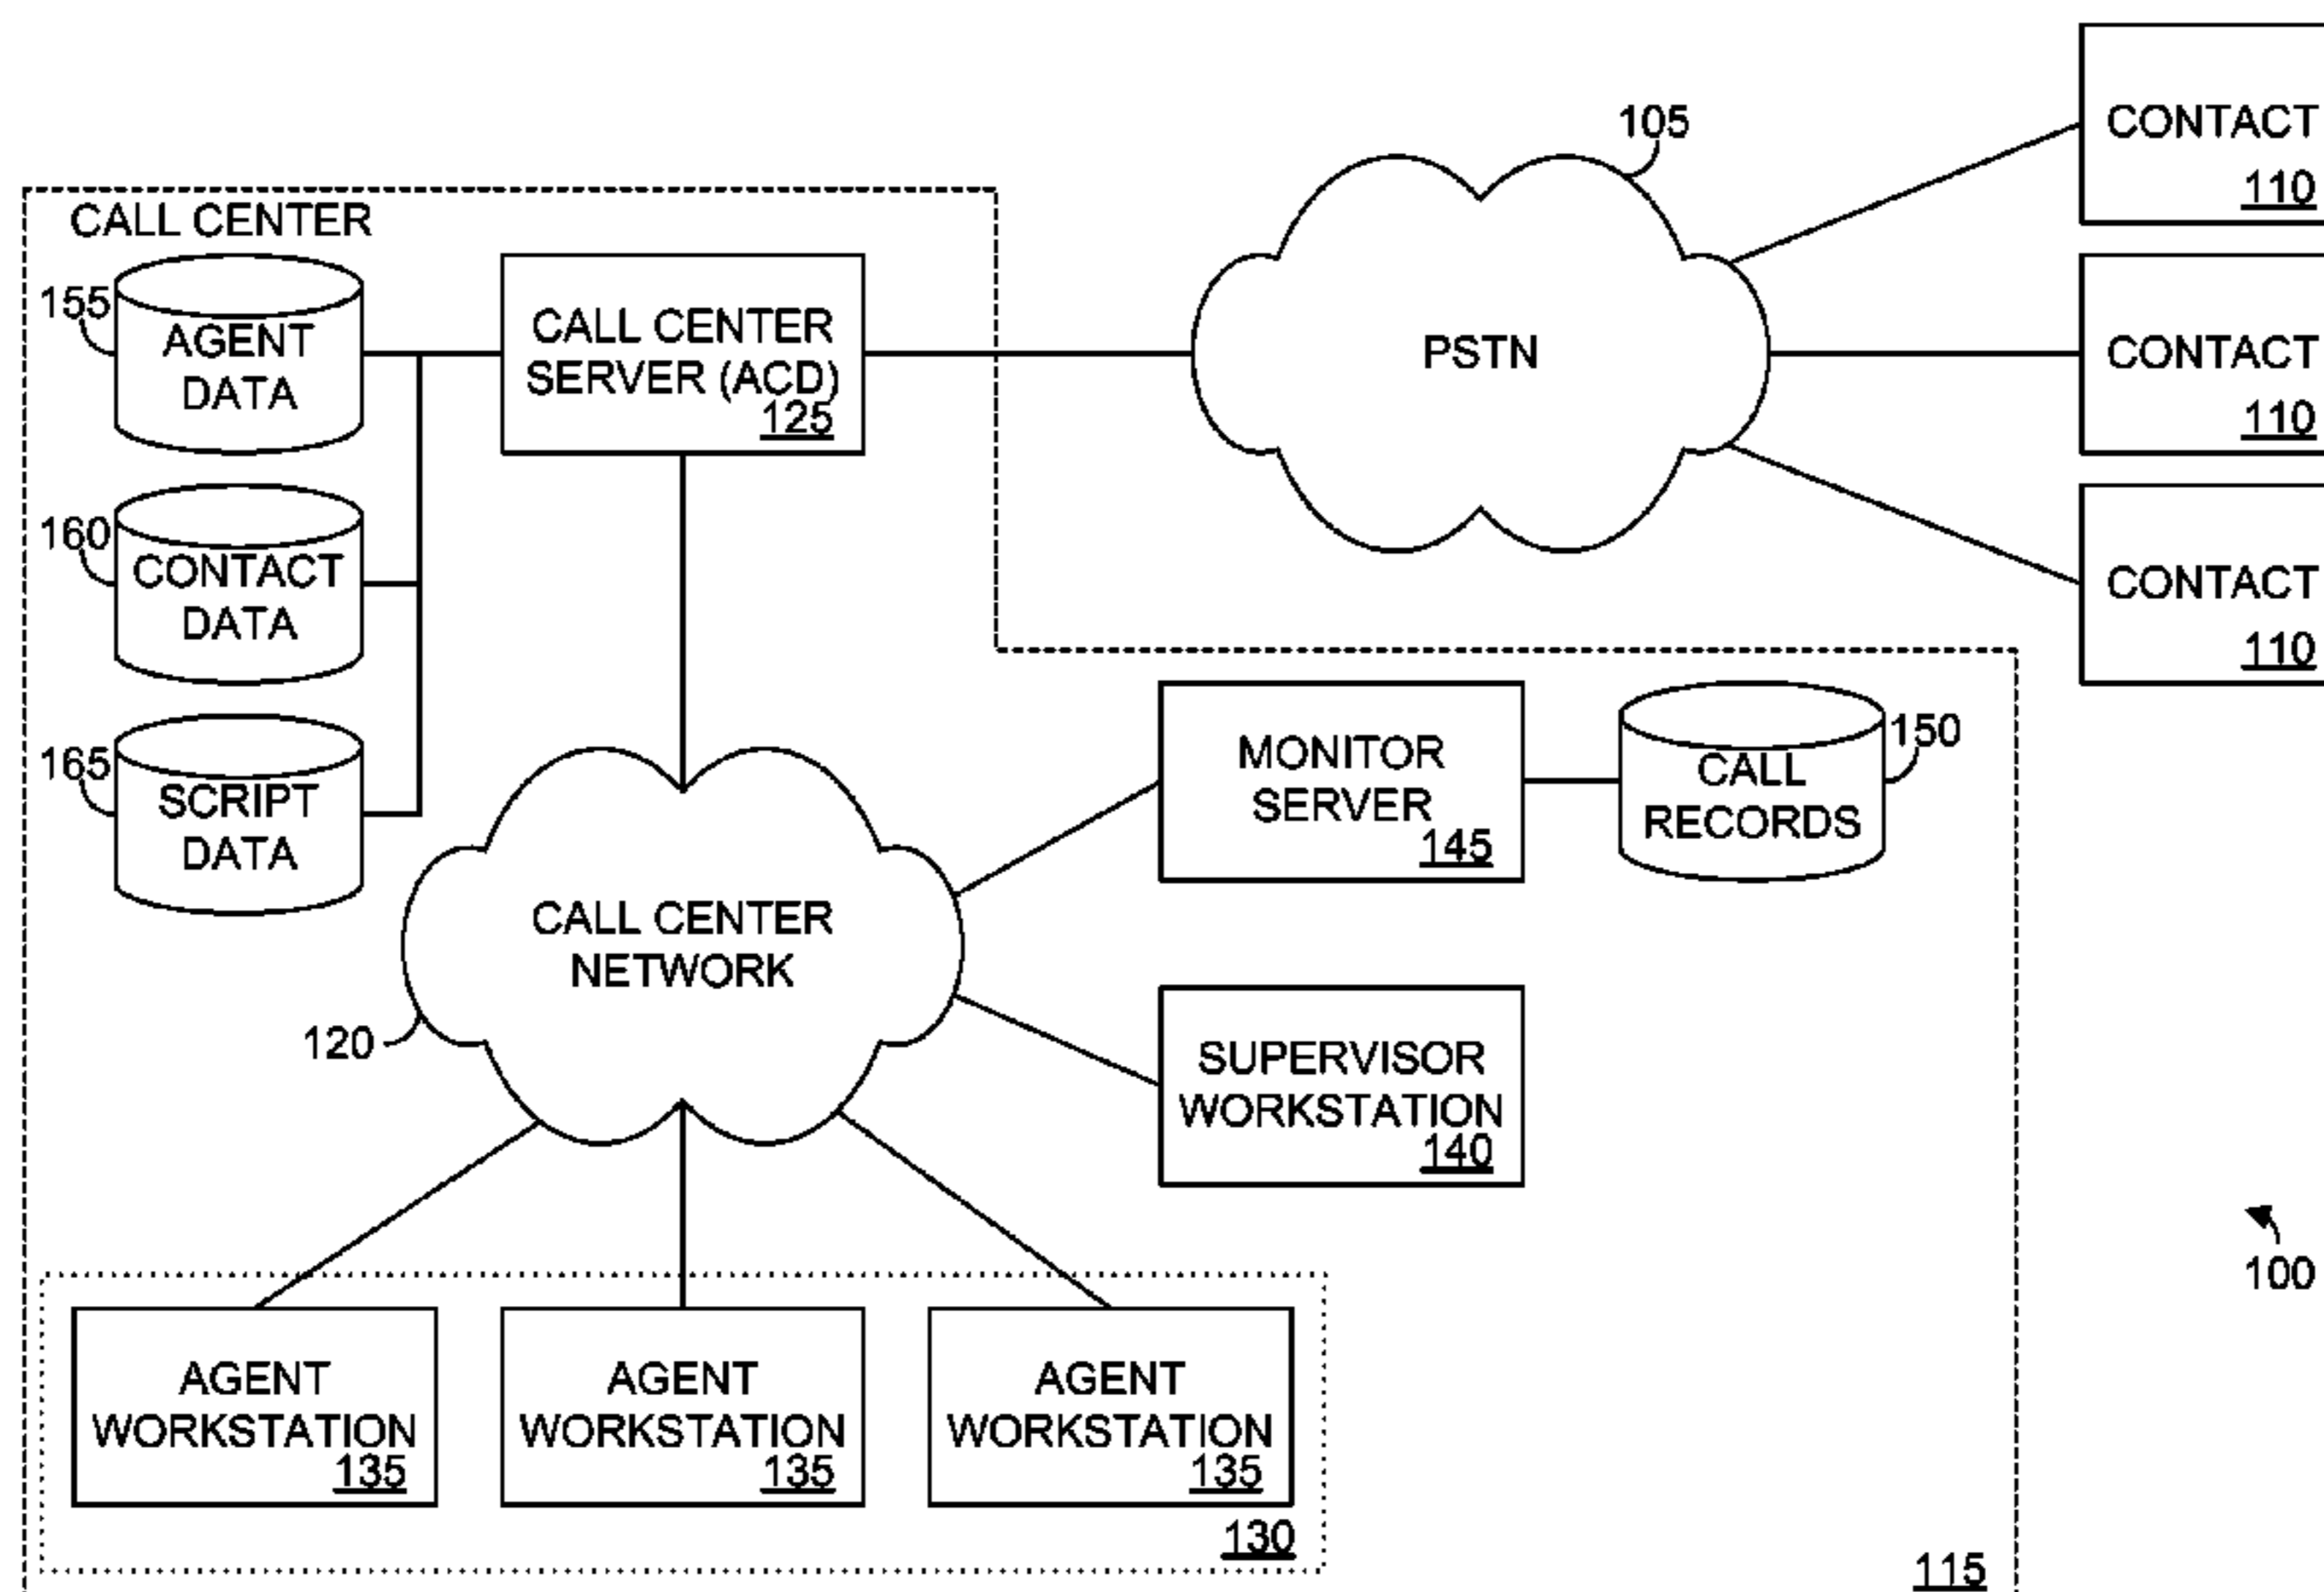 CONTACT
110
105
CALL CENTER
155
AGENT
DATA
CALL CENTER
SERVER (ACD)
125
PSTN
CONTACT
110
160
CONTACT
DATA
CONTACT
110
165
SCRIPT
DATA
MONITOR
SERVER
145
CALL
RECORDS
150
CALL CENTER
NETWORK
120
SUPERVISOR
WORKSTATION
140
100
AGENT
WORKSTATION
135
AGENT
WORKSTATION
135
AGENT
WORKSTATION
135
130
115